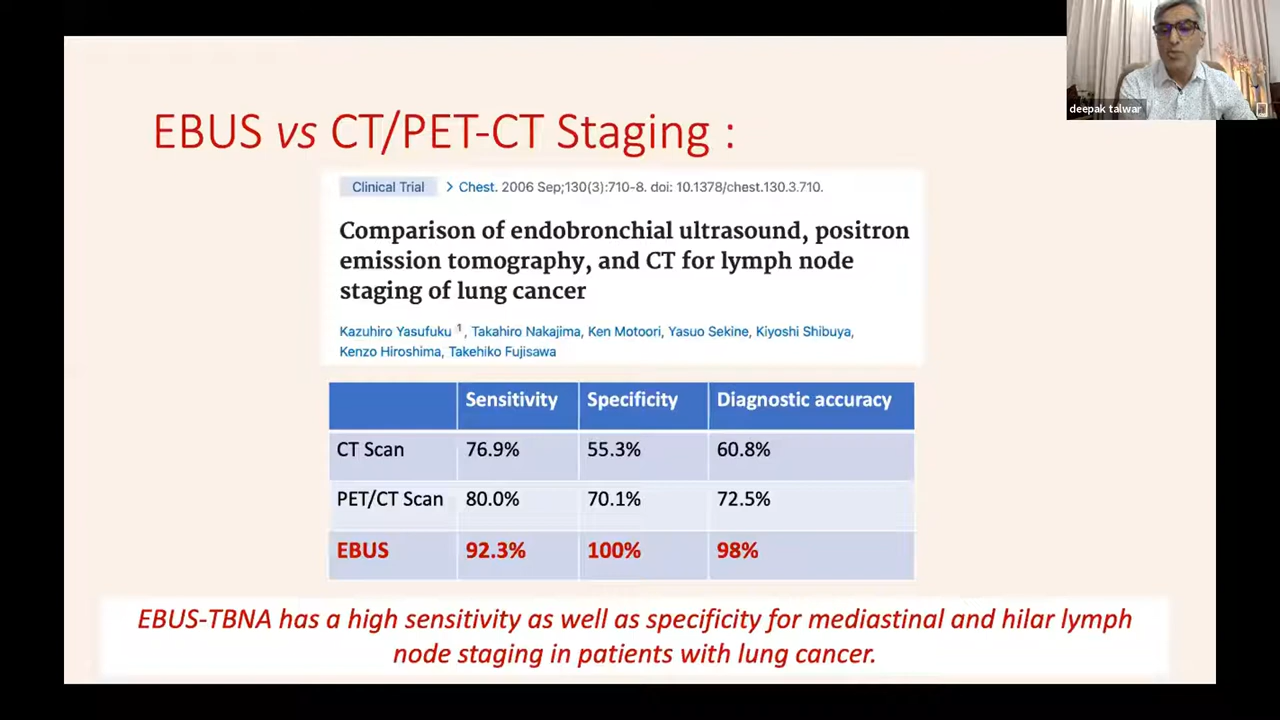 deepak talwar
EBUS vs CT/PET-CT Staging :
Clinical Trial > Chest. 2006 Sep;130(3):710-8. doi: 10.1378/chest.130.3.710.
Comparison of endobronchial ultrasound, positron
emission tomography, and CT for lymph node
staging of lung cancer
Kazuhiro Yasufuku 1, Takahiro Nakajima, Ken Motoori, Yasuo Sekine, Kiyoshi Shibuya,
Kenzo Hiroshima, Takehiko Fujisawa
Sensitivity Specificity Diagnostic accuracy
CT Scan 76.9% 55.3% 60.8%
PET/CT Scan 80.0% 70.1% 72.5%
EBUS 92.3% 100% 98%
EBUS-TBNA has a high sensitivity as well as specificity for mediastinal and hilar lymph
node staging in patients with lung cancer.